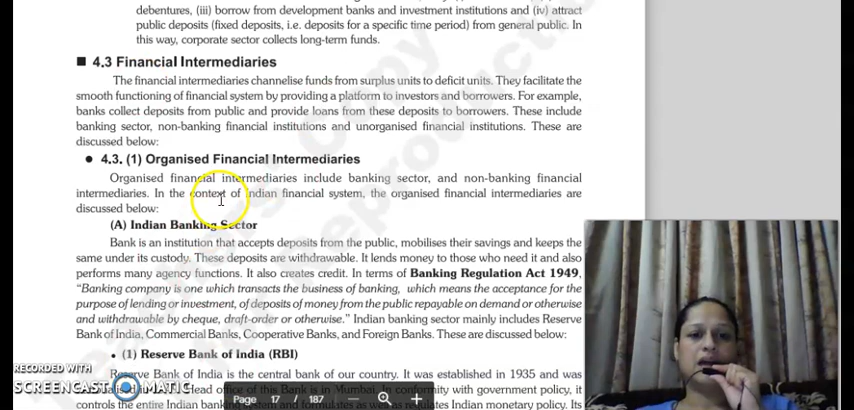 debentures, (iii) borrow from development banks and investment institutions and (iv) attract
public deposits (fixed deposits, i.e. deposits for a specific time period) from general public. In
this way, corporate sector collects long-term funds.
■ 4.3 Financial Intermediaries
The financial intermediaries channelise funds from surplus units to deficit units. They facilitate the
smooth functioning of financial system by providing a platform to investors and borrowers. For example,
banks collect deposits from public and provide loans from these deposits to borrowers. These include
banking sector, non-banking financial institutions and unorganised financial institutions. These are
discussed below:
● 4.3. (1) Organised Financial Intermediaries
Organised financial intermediaries include banking sector, and non-banking financial
intermediaries. In the context of Indian financial system, the organised financial intermediaries are
discussed below:
(A) Indian Banking Sector
Bank is an institution that accepts deposits from the public, mobilises their savings and keeps the
same under its custody. These deposits are withdrawable. It lends money to those who need it and also
performs many agency functions. It also creates credit. In terms of Banking Regulation Act 1949,
"Banking company is one which transacts the business of banking, which means the acceptance for the
purpose of lending or investment, of deposits of money from the public repayable on demand or otherwise
and withdrawable by cheque, draft-order or otherwise." Indian banking sector mainly includes Reserve
Bank of India, Commercial Banks, Cooperative Banks, and Foreign Banks. These are discussed below:
• (1) Reserve Bank of India (RBI)
Reserve Bank of India is the central bank of our country. It was established in 1935 and was
head office of this Bank is in Mumbai. In conformity with government policy, it
controls the entire Indian banking system and formulates as well as regulates Indian monetary policy. Its
RECORDED WITH
SCREENCAST MATIC
Page 17 / 187